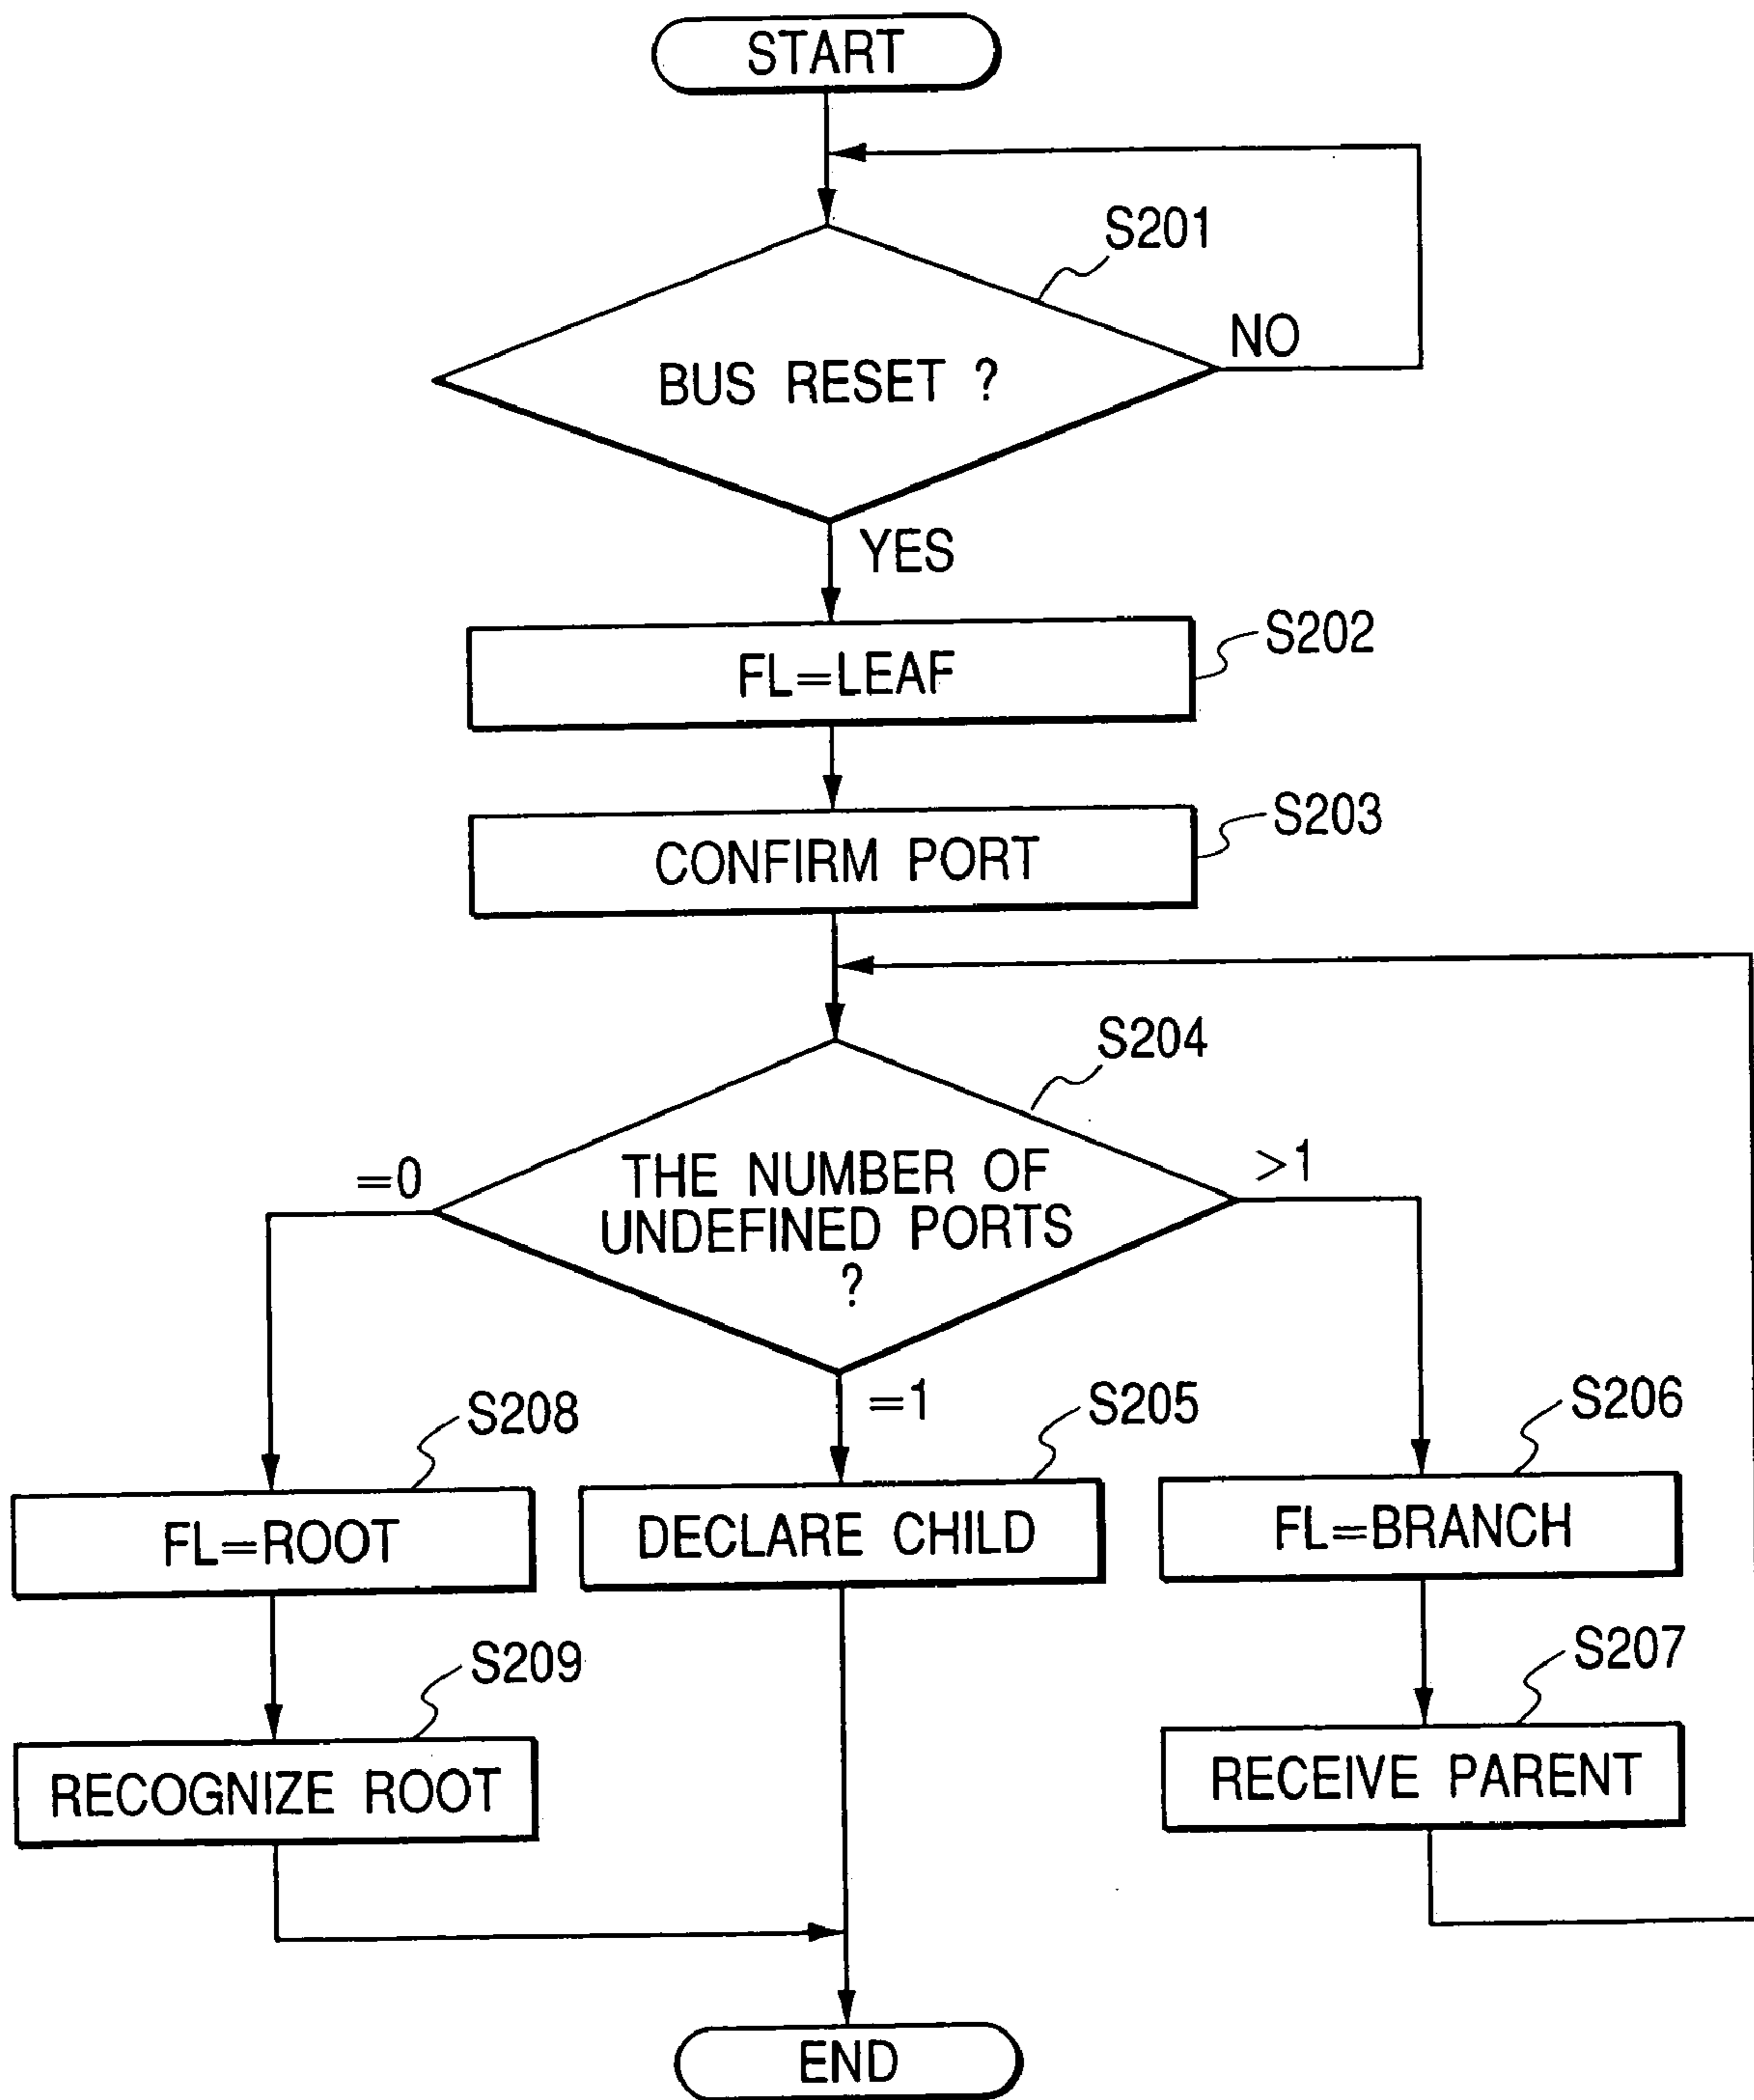 START
S201
BUS RESET ?
NO
YES
S202
FL=LEAF
S203
CONFIRM PORT
S204
=0
THE NUMBER OF
UNDEFINED PORTS
?
>1
=1
S208
S205
S206
FL=ROOT
DECLARE CHILD
FL=BRANCH
S209
S207
RECOGNIZE ROOT
RECEIVE PARENT
END